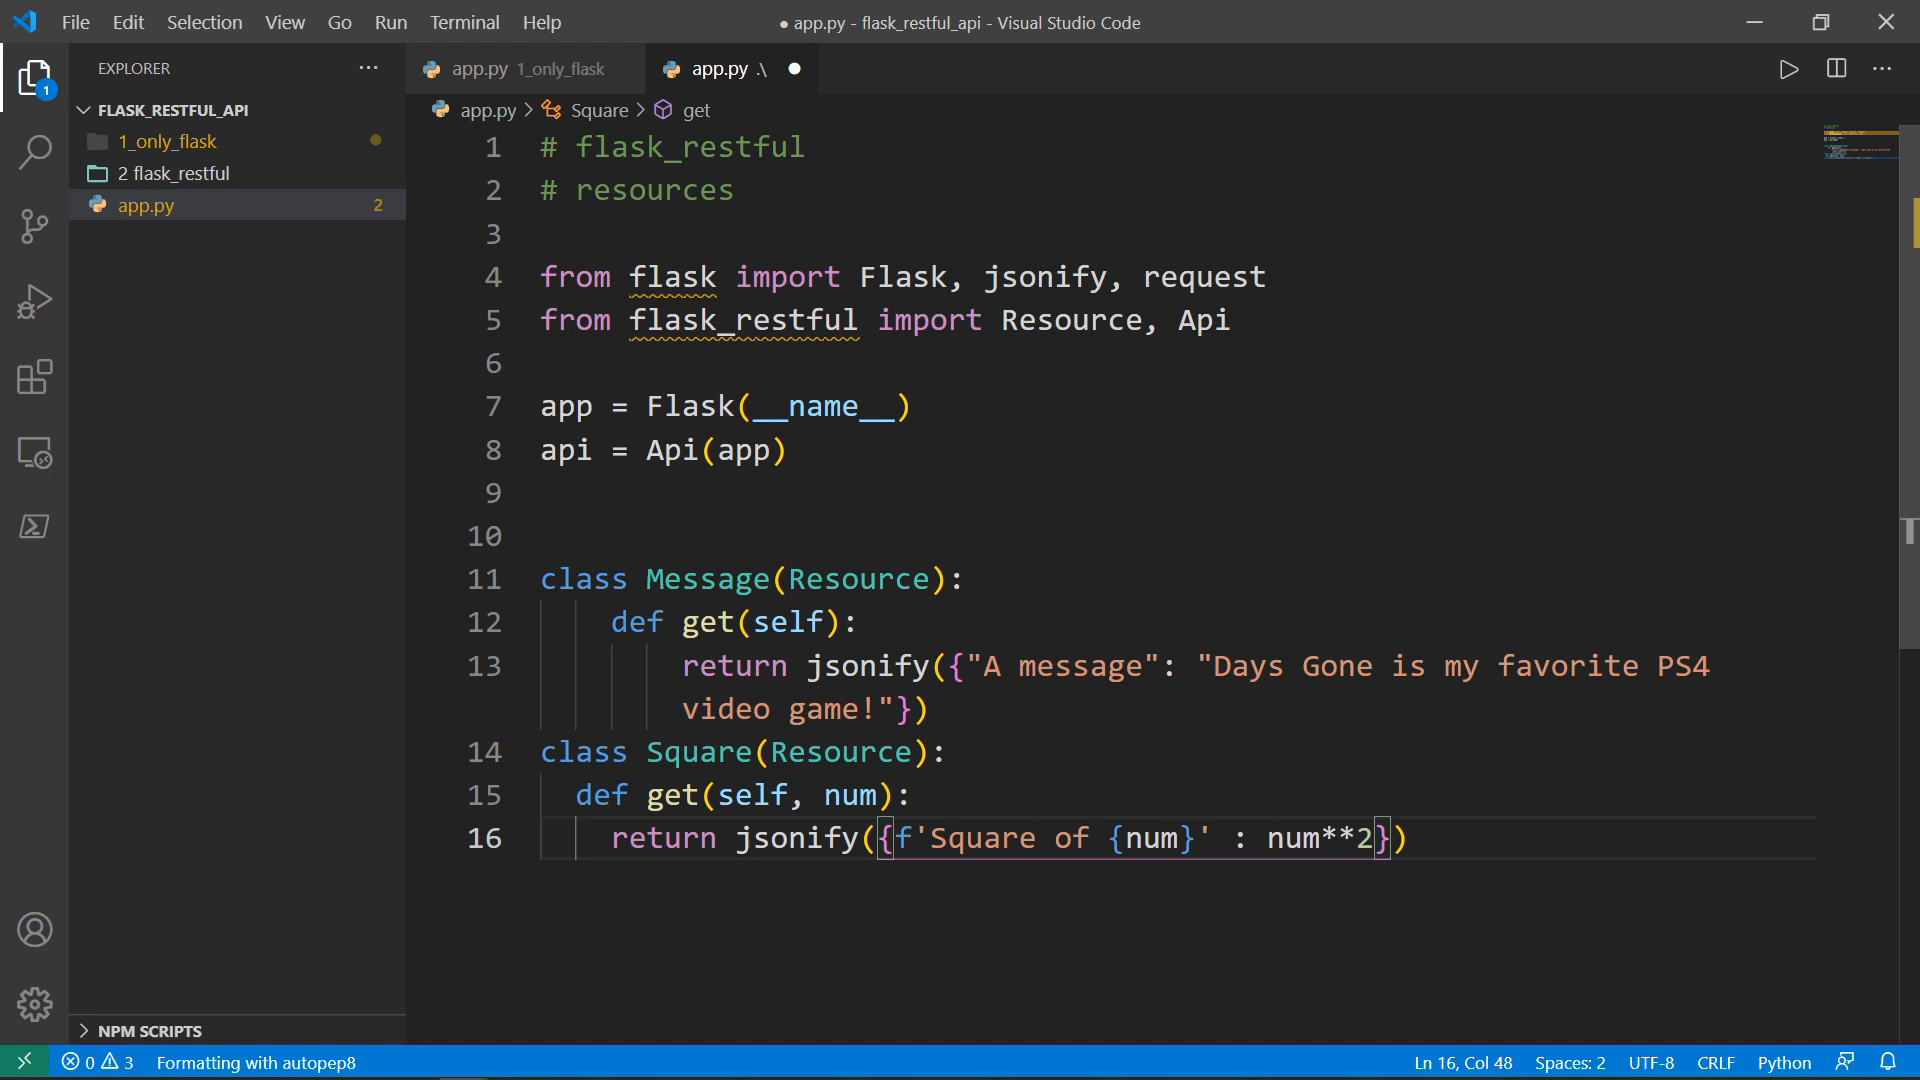 File Edit Selection View Go Run Terminal Help
● app.py - flask_restful_api - Visual Studio Code
EXPLORER
FLASK_RESTFUL_API
1_only_flask
2 flask_restful
app.py 2
NPM SCRIPTS
1
app.py 1_only_flask
app.py .\
app.py > Square > get
1 # flask_restful
2 # resources
3
4 from flask import Flask, jsonify, request
5 from flask_restful import Resource, Api
6
7 app = Flask(__name__)
8 api = Api(app)
9
10
11 class Message(Resource):
12 def get(self):
13 return jsonify({"A message": "Days Gone is my favorite PS4
video game!"})
14 class Square(Resource):
15 def get(self, num):
16 return jsonify({f'Square of {num}' : num**2})
0 3 Formatting with autopep8
Ln 16, Col 48 Spaces: 2 UTF-8 CRLF Python